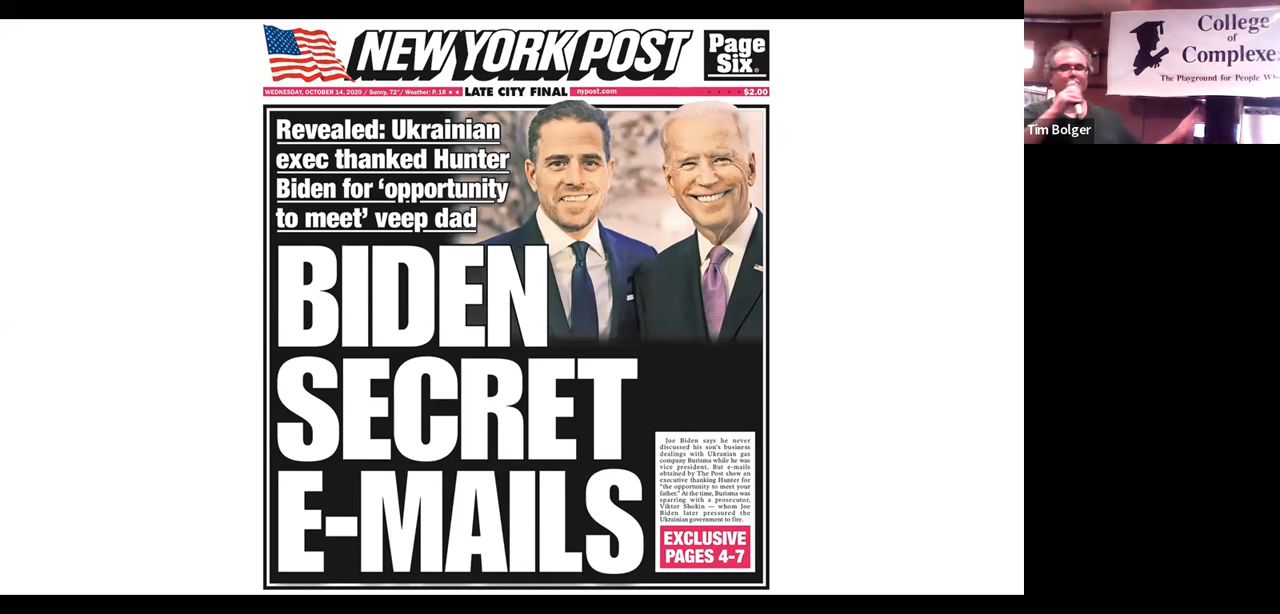 NEW YORK POST
Page
Six®
WEDNESDAY, OCTOBER 14, 2020 / Sunny, 72° / Weather: P. 18 ★★
LATE CITY FINAL
nypost.com
$2.00
Revealed: Ukrainian
exec thanked Hunter
Biden for ‘opportunity
to meet’ veep dad
BIDEN
SECRET
E-MAILS
Joe Biden says he never
discussed his son's business
dealings with Ukranian gas
company Burisma while he was
vice president. But e-mails
obtained by The Post show an
executive thanking Hunter for
“the opportunity to meet your
father.” At the time, Burisma was
sparring with a prosecutor,
Viktor Shokin — whom Joe
Biden later pressured the
Ukrainian government to fire.
EXCLUSIVE
PAGES 4-7
College
of
Complexe
The Playground for People
Tim Bolger